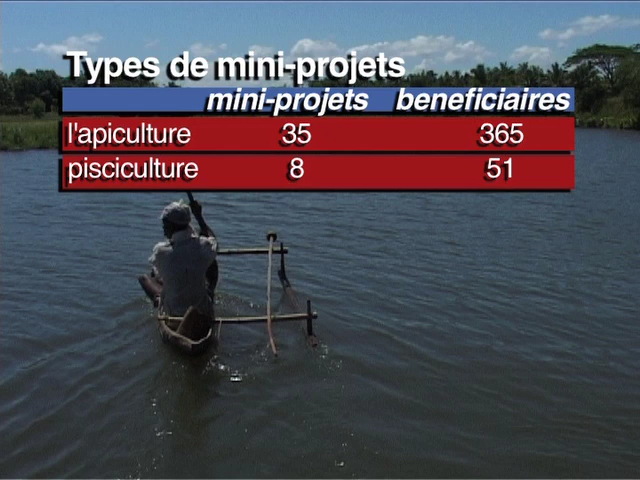 Types de mini-projets
mini-projets beneficiaires
l'apiculture 35 365
pisciculture 8 51